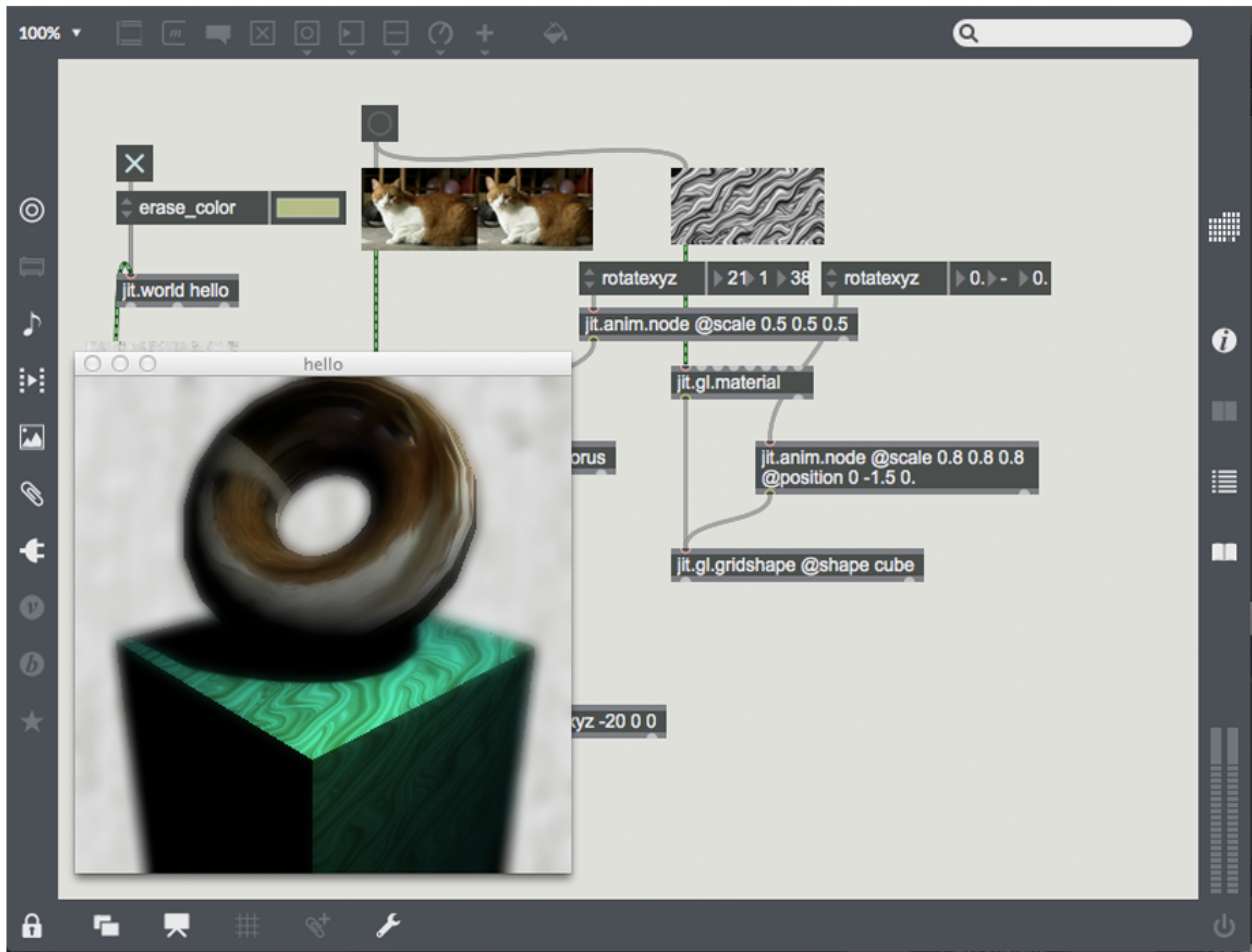 100%
erase_color
jit.world hello
rotatexyz 21 1 38
rotatexyz 0. - 0.
jit.anim.node @scale 0.5 0.5 0.5
hello
jit.gl.material
orus
jit.anim.node @scale 0.8 0.8 0.8
@position 0 -1.5 0.
jit.gl.gridshape @shape cube
xyz -20 0 0